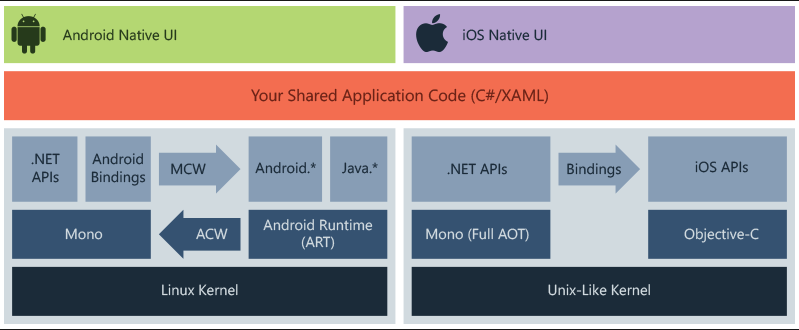 Android Native UI
iOS Native UI
Your Shared Application Code (C#/XAML)
.NET
APIs
Android
Bindings
MCW
Android.*
Java.*
.NET APIs
Bindings
iOS APIs
Mono
ACW
Android Runtime
(ART)
Mono (Full AOT)
Objective-C
Linux Kernel
Unix-Like Kernel